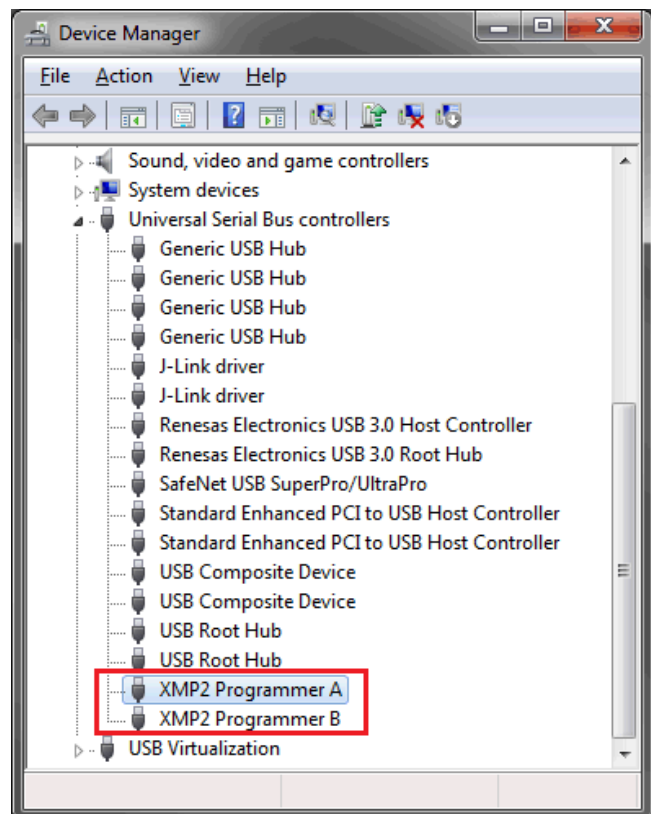 Device Manager
File Action View Help
Sound, video and game controllers
System devices
Universal Serial Bus controllers
Generic USB Hub
Generic USB Hub
Generic USB Hub
Generic USB Hub
J-Link driver
J-Link driver
Renesas Electronics USB 3.0 Host Controller
Renesas Electronics USB 3.0 Root Hub
SafeNet USB SuperPro/UltraPro
Standard Enhanced PCI to USB Host Controller
Standard Enhanced PCI to USB Host Controller
USB Composite Device
USB Composite Device
USB Root Hub
USB Root Hub
XMP2 Programmer A
XMP2 Programmer B
USB Virtualization